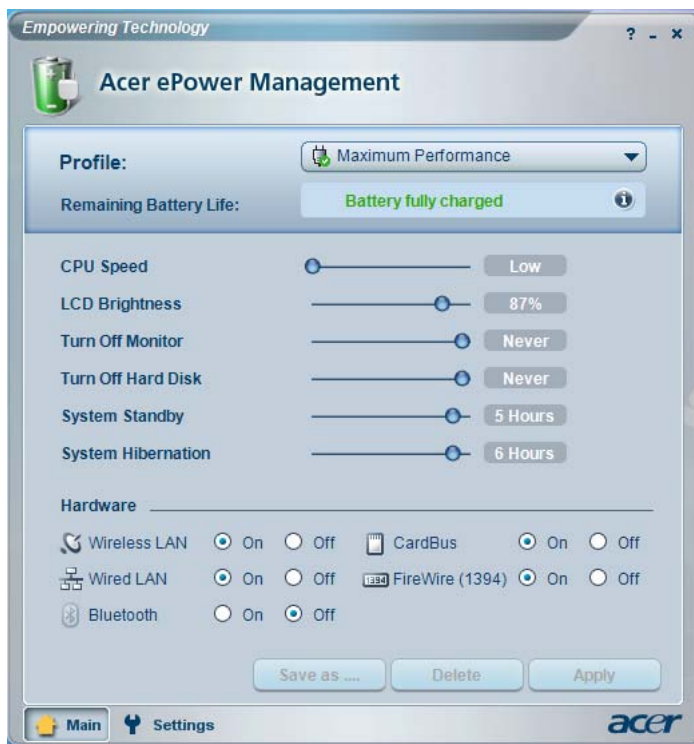 Empowering Technology
? - ×
Acer ePower Management
Profile: Maximum Performance
Remaining Battery Life: Battery fully charged
CPU Speed Low
LCD Brightness 87%
Turn Off Monitor Never
Turn Off Hard Disk Never
System Standby 5 Hours
System Hibernation 6 Hours
Hardware
Wireless LAN On Off CardBus On Off
Wired LAN On Off 1394 FireWire (1394) On Off
Bluetooth On Off
Save as .... Delete Apply
Main Settings acer